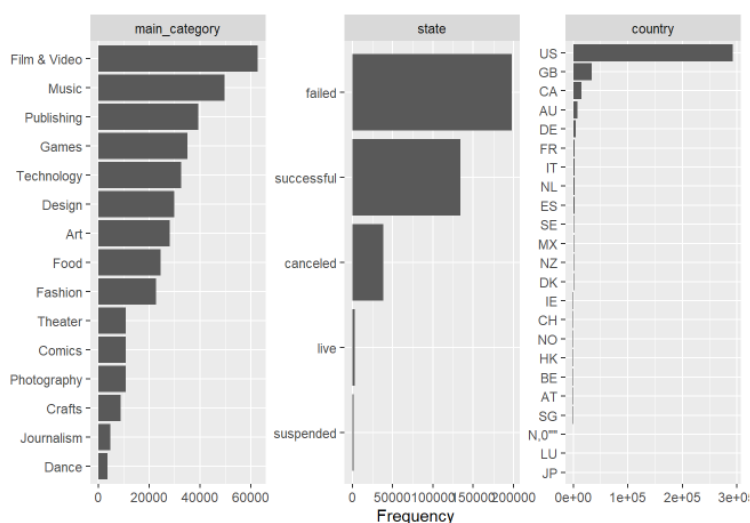 main_category
Film & Video
Music
Publishing
Games
Technology
Design
Art
Food
Fashion
Theater
Comics
Photography
Crafts
Journalism
Dance
0 20000 40000 60000
state
failed
successful
canceled
live
suspended
0 50000 100000 150000 200000
country
US
GB
CA
AU
DE
FR
IT
NL
ES
SE
MX
NZ
DK
IE
CH
NO
HK
BE
AT
SG
N,0""
LU
JP
0e+00 1e+05 2e+05 3e+0
Frequency